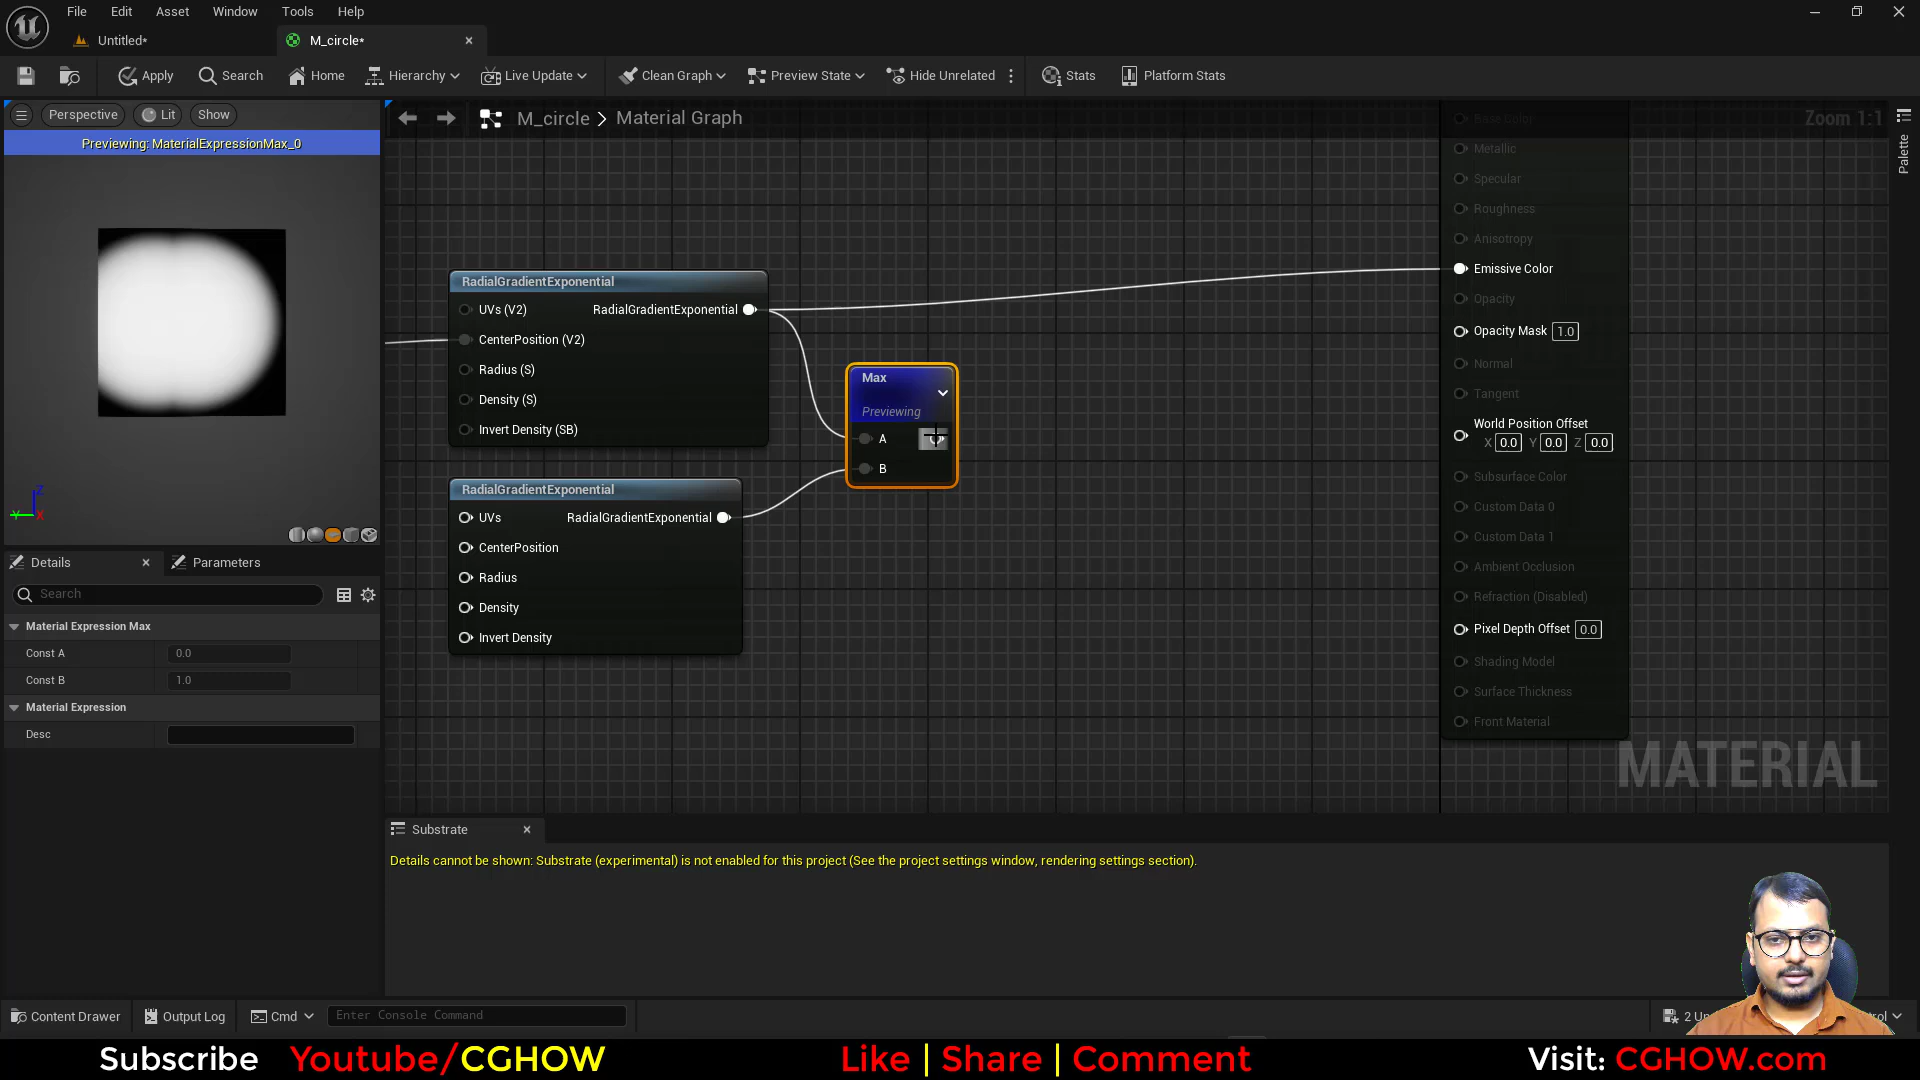 File Edit Asset Window Tools Help
Untitled* M_circle*
Apply Search Home Hierarchy Live Update Clean Graph Preview State Hide Unrelated Stats Platform Stats
Perspective Lit Show
Previewing: MaterialExpressionMax_0
M_circle > Material Graph
Zoom 1:1
Palette
RadialGradientExponential
UVs (V2) RadialGradientExponential
CenterPosition (V2)
Radius (S)
Density (S)
Invert Density (SB)
Max
Previewing
A
B
RadialGradientExponential
UVs RadialGradientExponential
CenterPosition
Radius
Density
Invert Density
Base Color
Metallic
Specular
Roughness
Anisotropy
Emissive Color
Opacity
Opacity Mask 1.0
Normal
Tangent
World Position Offset
X 0.0 Y 0.0 Z 0.0
Subsurface Color
Custom Data 0
Custom Data 1
Ambient Occlusion
Refraction (Disabled)
Pixel Depth Offset 0.0
Shading Model
Surface Thickness
Front Material
MATERIAL
Z
Y X
Details Parameters
Search
Material Expression Max
Const A 0.0
Const B 1.0
Material Expression
Desc
Substrate
Details cannot be shown: Substrate (experimental) is not enabled for this project (See the project settings window, rendering settings section).
Content Drawer Output Log Cmd Enter Console Command
Subscribe Youtube/CGHOW Like | Share | Comment Visit: CGHOW.com